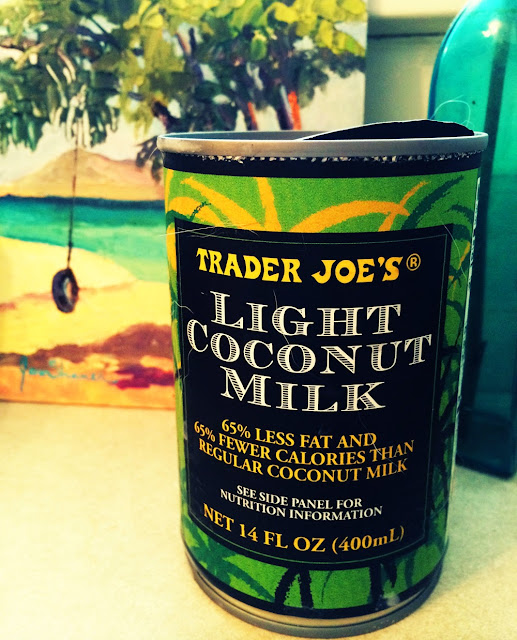 TRADER JOE'S®
LIGHT
COCONUT
MILK
65% LESS FAT AND
65% FEWER CALORIES THAN
REGULAR COCONUT MILK
SEE SIDE PANEL FOR
NUTRITION INFORMATION
NET 14 FL OZ (400mL)